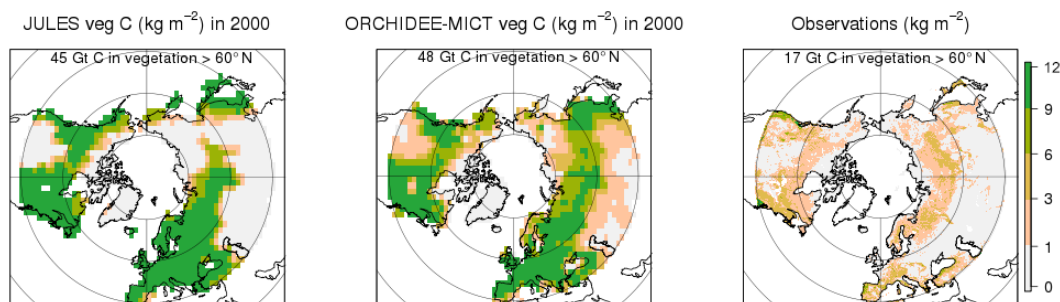 JULES veg C (kg m⁻²) in 2000
45 Gt C in vegetation > 60° N
ORCHIDEE-MICT veg C (kg m⁻²) in 2000
48 Gt C in vegetation > 60° N
Observations (kg m⁻²)
17 Gt C in vegetation > 60° N
12
9
6
3
1
0